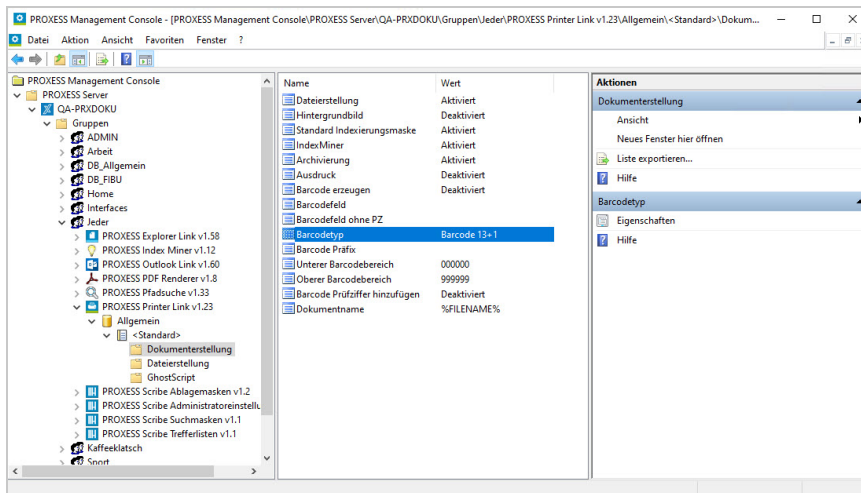 PROXESS Management Console - [PROXESS Management Console\PROXESS Server\QA-PRXDOKU\Gruppen\Jeder\PROXESS Printer Link v1.23\Allgemein\<Standard>\Dokum...
Datei Aktion Ansicht Favoriten Fenster ?
PROXESS Management Console
PROXESS Server
QA-PRXDOKU
Gruppen
ADMIN
Arbeit
DB_Allgemein
DB_FIBU
Home
Interfaces
Jeder
PROXESS Explorer Link v1.58
PROXESS Index Miner v1.12
PROXESS Outlook Link v1.60
PROXESS PDF Renderer v1.8
PROXESS Pfadsuche v1.33
PROXESS Printer Link v1.23
Allgemein
<Standard>
Dokumenterstellung
Dateierstellung
GhostScript
PROXESS Scribe Ablagemasken v1.2
PROXESS Scribe Administratoreinstellu
PROXESS Scribe Suchmasken v1.1
PROXESS Scribe Trefferlisten v1.1
Kaffeeklatsch
Sport
Name Wert
Dateierstellung Aktiviert
Hintergrundbild Deaktiviert
Standard Indexierungsmaske Aktiviert
IndexMiner Aktiviert
Archivierung Aktiviert
Ausdruck Deaktiviert
Barcode erzeugen Deaktiviert
Barcodefeld
Barcodefeld ohne PZ
Barcodetyp Barcode 13+1
Barcode Präfix
Unterer Barcodebereich 000000
Oberer Barcodebereich 999999
Barcode Prüfziffer hinzufügen Deaktiviert
Dokumentname %FILENAME%
Aktionen
Dokumenterstellung
Ansicht
Neues Fenster hier öffnen
Liste exportieren...
Hilfe
Barcodetyp
Eigenschaften
Hilfe